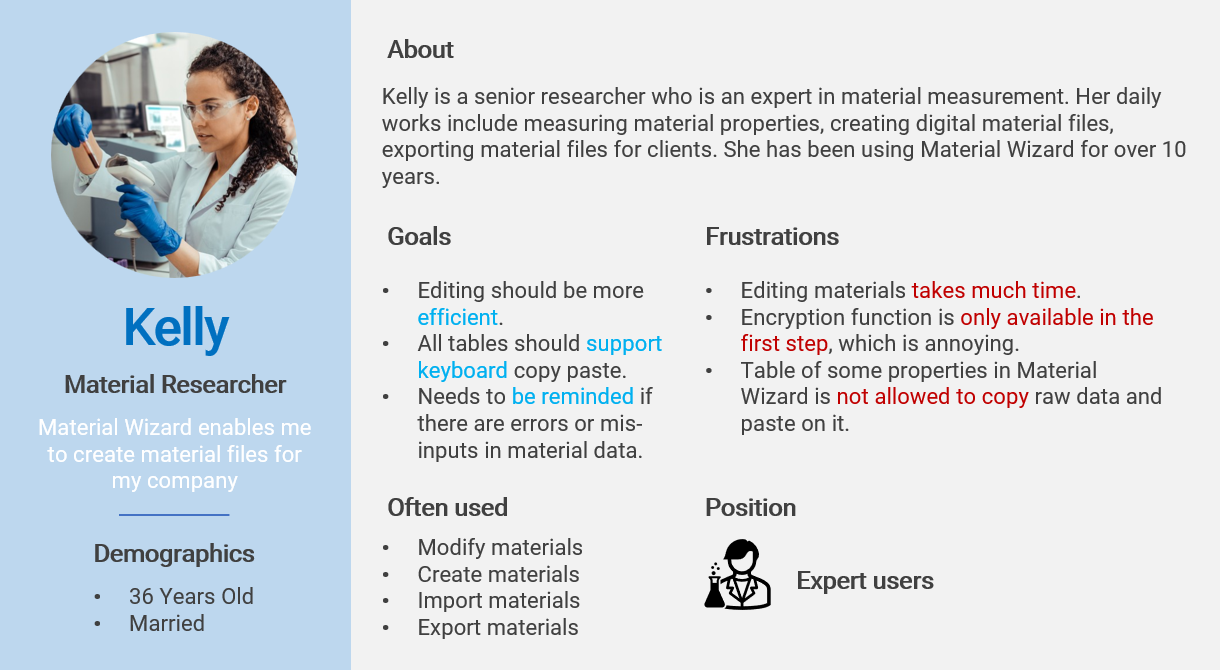 Kelly
Material Researcher
Material Wizard enables me
to create material files for
my company
Demographics
• 36 Years Old
• Married
About
Kelly is a senior researcher who is an expert in material measurement. Her daily
works include measuring material properties, creating digital material files,
exporting material files for clients. She has been using Material Wizard for over 10
years.
Goals
• Editing should be more
efficient.
• All tables should support
keyboard copy paste.
• Needs to be reminded if
there are errors or mis-
inputs in material data.
Frustrations
• Editing materials takes much time.
• Encryption function is only available in the
first step, which is annoying.
• Table of some properties in Material
Wizard is not allowed to copy raw data and
paste on it.
Often used
• Modify materials
• Create materials
• Import materials
• Export materials
Position
Expert users